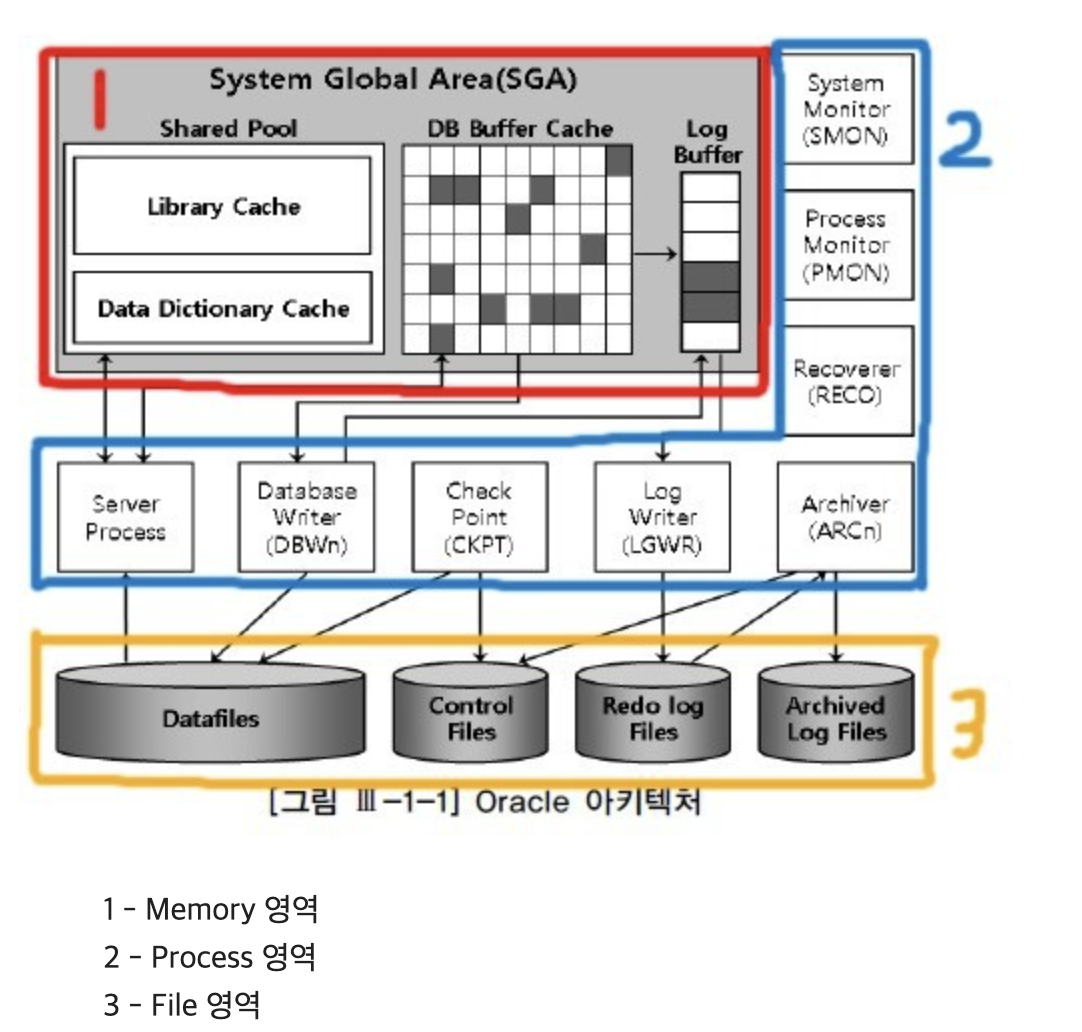 1
System Global Area(SGA)
Shared Pool
DB Buffer Cache
Log
Buffer
Library Cache
Data Dictionary Cache
System
Monitor
(SMON)
2
Process
Monitor
(PMON)
Recoverer
(RECO)
Server
Process
Database
Writer
(DBWn)
Check
Point
(CKPT)
Log
Writer
(LGWR)
Archiver
(ARCn)
Datafiles
Control
Files
Redo log
Files
Archived
Log Files
3
[그림 Ⅲ-1-1] Oracle 아키텍처
1 - Memory 영역
2 - Process 영역
3 - File 영역